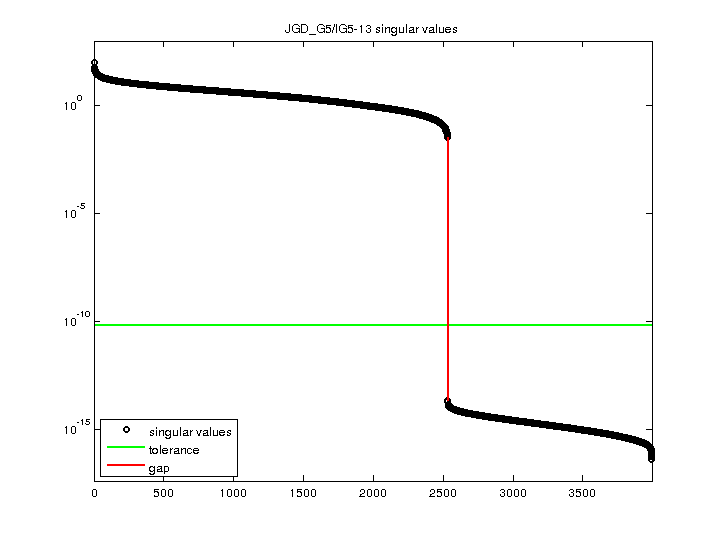 JGD_G5/IG5-13 singular values
10^0
10^-5
10^-10
10^-15
singular values
tolerance
gap
0 500 1000 1500 2000 2500 3000 3500